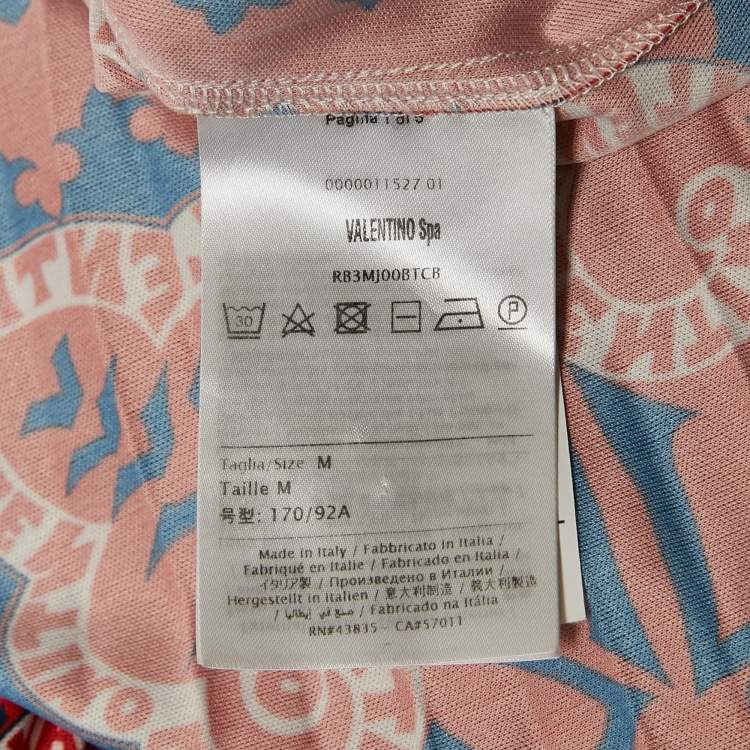 Pagina 1 di 5
0000011527 01
VALENTINO Spa
RB3MJ00BTCB
30
P
Taglia/Size M
Taille M
号型: 170/92A
Made in Italy / Fabbricato in Italia /
Fabriqué en Italie / Fabricado en Italia /
イタリア製 / Произведено в Италии /
Hergestellt in Italien / 意大利制造 / 義大利製造
/ صنع في إيطاليا / Fabricado na Itália
RN#43835 - CA#57011